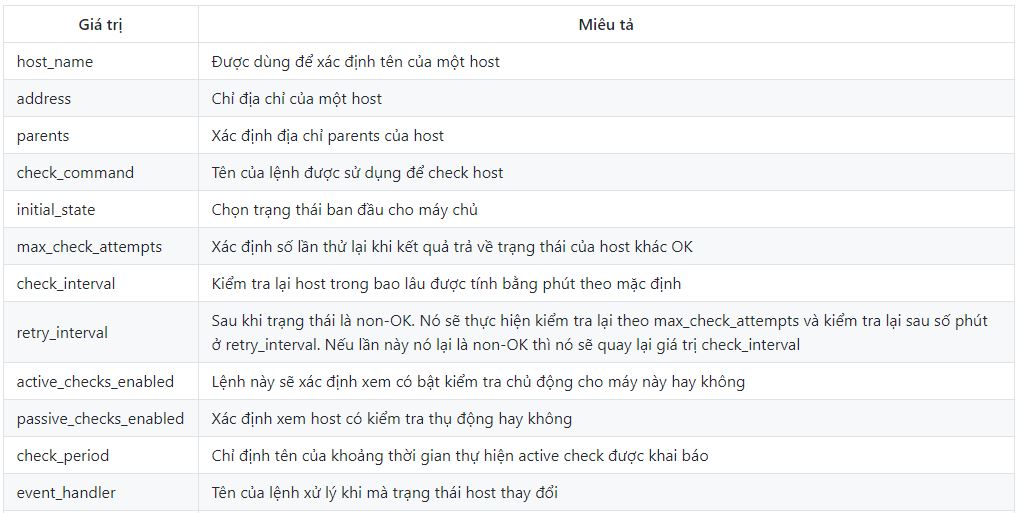 Giá trị Miêu tả
host_name Được dùng để xác định tên của một host
address Chỉ địa chỉ của một host
parents Xác định địa chỉ parents của host
check_command Tên của lệnh được sử dụng để check host
initial_state Chọn trạng thái ban đầu cho máy chủ
max_check_attempts Xác định số lần thử lại khi kết quả trả về trạng thái của host khác OK
check_interval Kiểm tra lại host trong bao lâu được tính bằng phút theo mặc định
retry_interval Sau khi trạng thái là non-OK. Nó sẽ thực hiện kiểm tra lại theo max_check_attempts và kiểm tra lại sau số phút
ở retry_interval. Nếu lần này nó lại là non-OK thì nó sẽ quay lại giá trị check_interval
active_checks_enabled Lệnh này sẽ xác định xem có bật kiểm tra chủ động cho máy này hay không
passive_checks_enabled Xác định xem host có kiểm tra thụ động hay không
check_period Chỉ định tên của khoảng thời gian thự hiện active check được khai báo
event_handler Tên của lệnh xử lý khi mà trạng thái host thay đổi